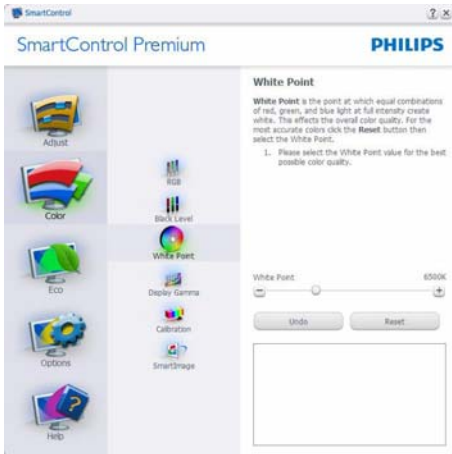 SmartControl
SmartControl Premium
PHILIPS
Adjust
Color
Eco
Options
Help
RGB
Black Level
White Point
Display Gamma
Calibration
SmartImage
White Point
White Point is the point at which equal combinations
of red, green, and blue light at full intensity create
white. This effects the overall color quality. For the
most accurate colors click the Reset button then
select the White Point.
1. Please select the White Point value for the best
possible color quality.
White Point 6500K
Undo
Reset